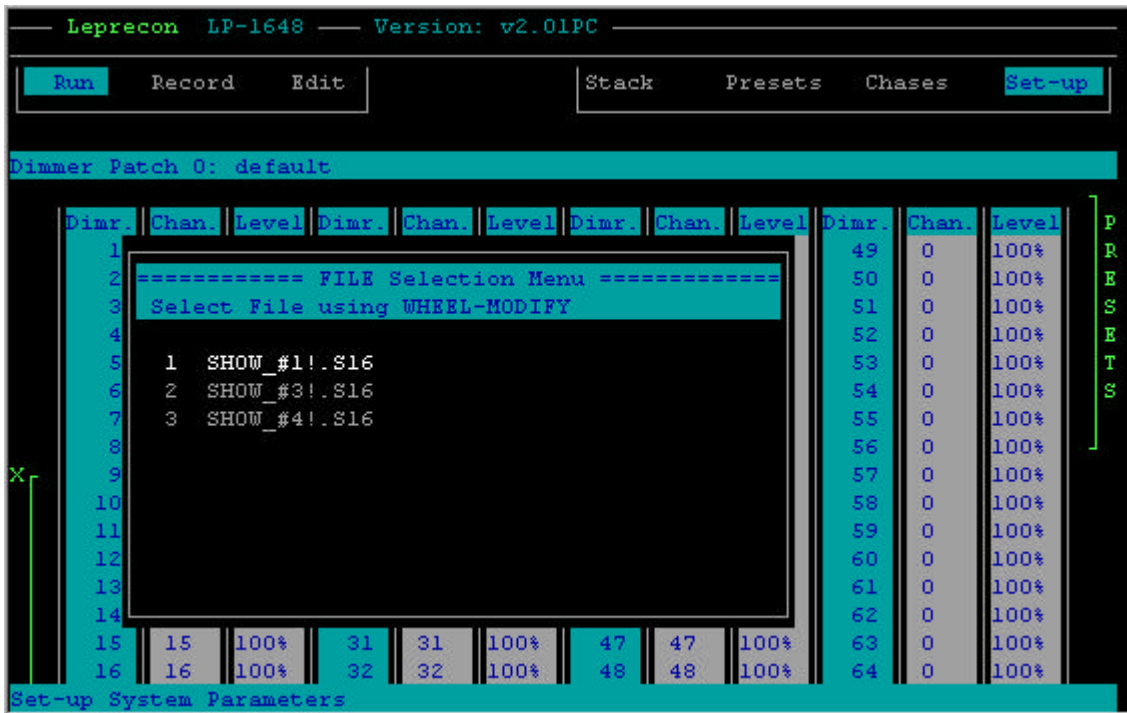 Leprecon LP-1648 Version: v2.01PC
Run Record Edit Stack Presets Chases Set-up
Dimmer Patch 0: default
Dimr. Chan. Level Dimr. Chan. Level Dimr. Chan. Level Dimr. Chan. Level
1 49 0 100%
2 ============ FILE Selection Menu ============= 50 0 100%
3 Select File using WHEEL-MODIFY 51 0 100%
4 52 0 100%
5 1 SHOW_#1!.S16 53 0 100%
6 2 SHOW_#3!.S16 54 0 100%
7 3 SHOW_#4!.S16 55 0 100%
8 56 0 100%
X 9 57 0 100%
10 58 0 100%
11 59 0 100%
12 60 0 100%
13 61 0 100%
14 62 0 100%
15 15 100% 31 31 100% 47 47 100% 63 0 100%
16 16 100% 32 32 100% 48 48 100% 64 0 100%
PRESETS
Set-up System Parameters